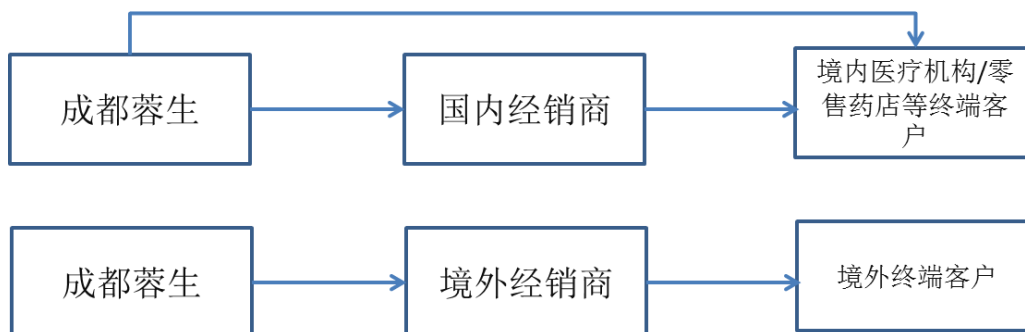 成都蓉生
国内经销商
境内医疗机构/零
售药店等终端客
户
成都蓉生
境外经销商
境外终端客户